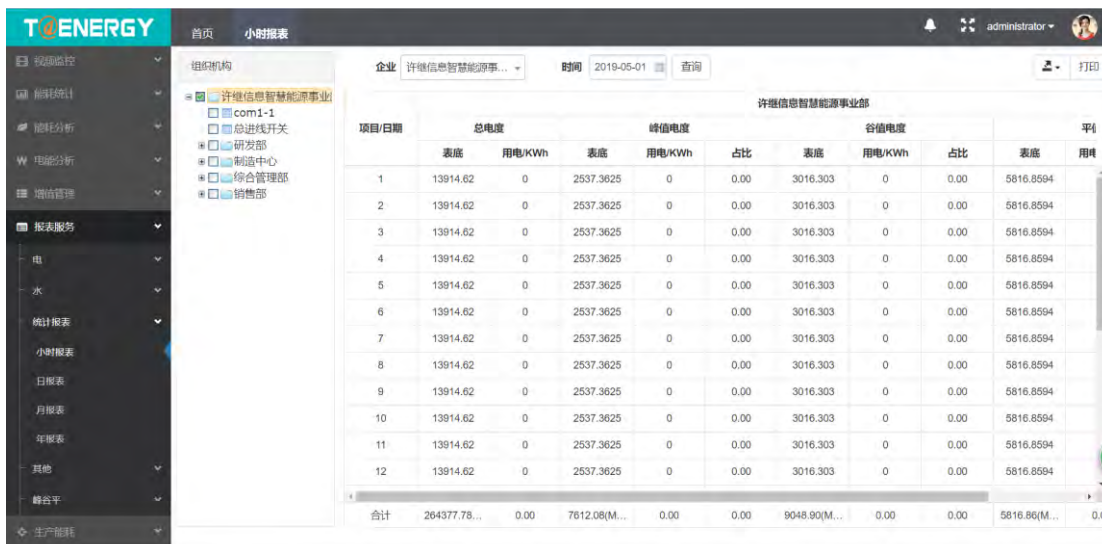 T@ENERGY
首页 小时报表
administrator
视频监控
能耗统计
能耗分析
电能分析
增值管理
报表服务
电
水
统计报表
小时报表
日报表
月报表
年报表
其他
峰谷平
生产能耗
组织机构
许继信息智慧能源事业
com1-1
总进线开关
研发部
制造中心
综合管理部
销售部
企业 许继信息智慧能源事... 时间 2019-05-01 查询 打印
许继信息智慧能源事业部
项目/日期 总电度 峰值电度 谷值电度 平
表底 用电/KWh 表底 用电/KWh 占比 表底 用电/KWh 占比 表底 用电
1 13914.62 0 2537.3625 0 0.00 3016.303 0 0.00 5816.8594
2 13914.62 0 2537.3625 0 0.00 3016.303 0 0.00 5816.8594
3 13914.62 0 2537.3625 0 0.00 3016.303 0 0.00 5816.8594
4 13914.62 0 2537.3625 0 0.00 3016.303 0 0.00 5816.8594
5 13914.62 0 2537.3625 0 0.00 3016.303 0 0.00 5816.8594
6 13914.62 0 2537.3625 0 0.00 3016.303 0 0.00 5816.8594
7 13914.62 0 2537.3625 0 0.00 3016.303 0 0.00 5816.8594
8 13914.62 0 2537.3625 0 0.00 3016.303 0 0.00 5816.8594
9 13914.62 0 2537.3625 0 0.00 3016.303 0 0.00 5816.8594
10 13914.62 0 2537.3625 0 0.00 3016.303 0 0.00 5816.8594
11 13914.62 0 2537.3625 0 0.00 3016.303 0 0.00 5816.8594
12 13914.62 0 2537.3625 0 0.00 3016.303 0 0.00 5816.8594
合计 264377.78... 0.00 7612.08(M... 0.00 0.00 9048.90(M... 0.00 0.00 5816.86(M...